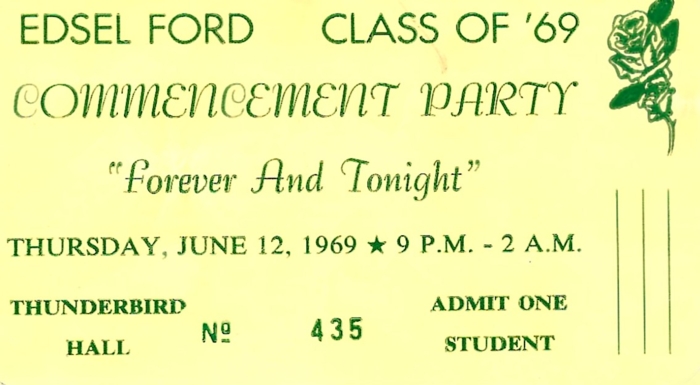 EDSEL FORD CLASS OF '69
COMMENCEMENT PARTY
"Forever And Tonight"
THURSDAY, JUNE 12, 1969 ★ 9 P.M. - 2 A.M.
THUNDERBIRD HALL
Nº 435
ADMIT ONE STUDENT